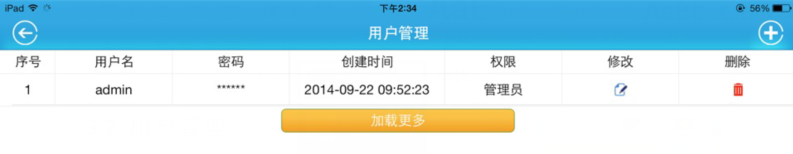 iPad 下午2:34 56%
用户管理
序号 用户名 密码 创建时间 权限 修改 删除
1 admin ****** 2014-09-22 09:52:23 管理员
加载更多